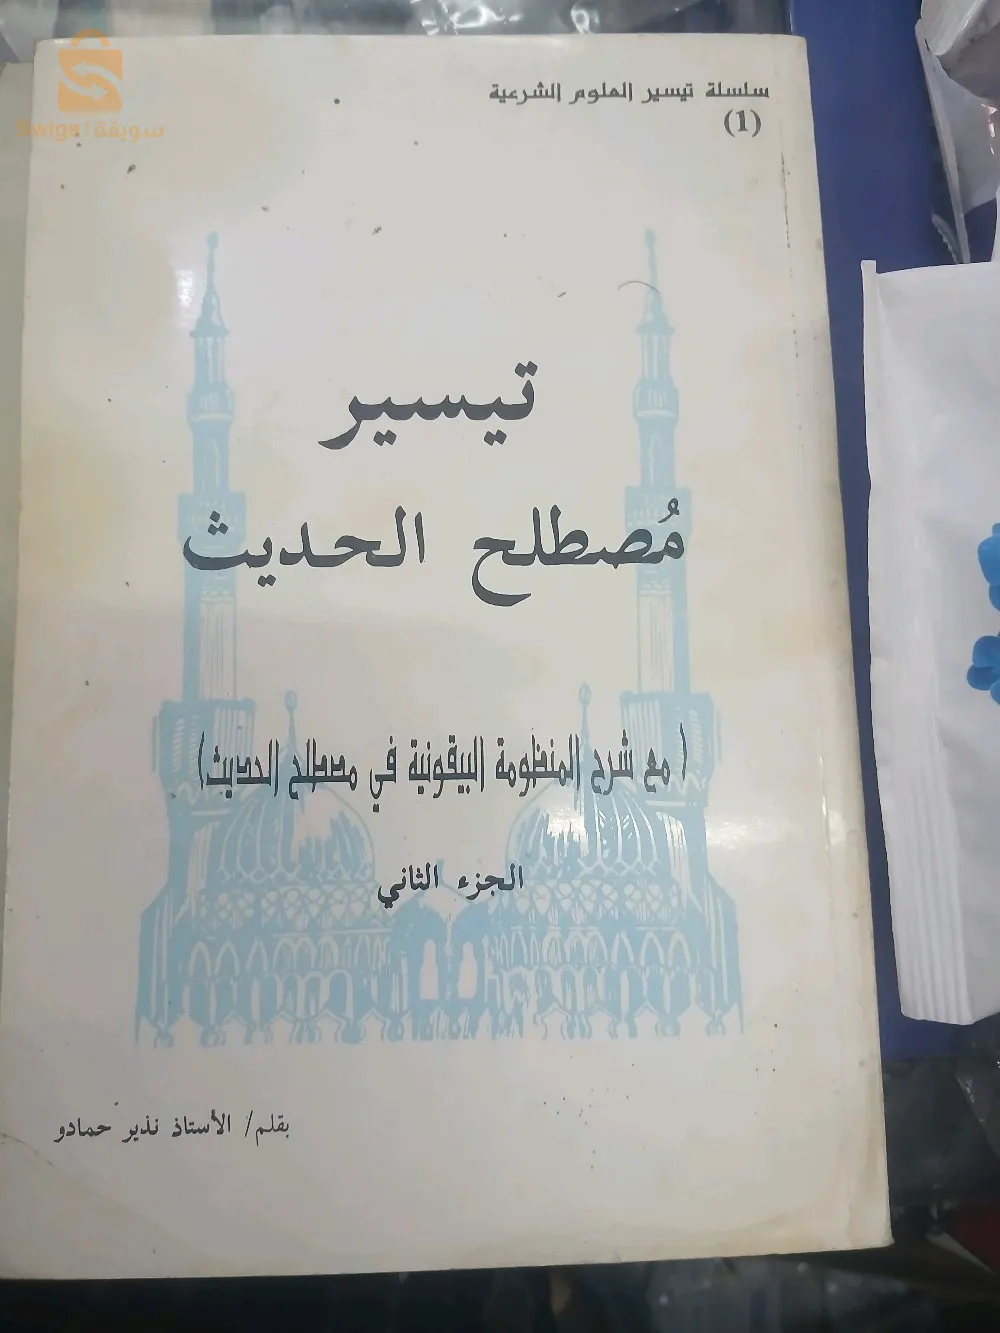 سويقة | Swiga
سلسلة تيسير العلوم الشرعية
(1)
تيسير
مُصطلح الحديث
( مع شرح المنظومة البيقونية في مصطلح الحديث)
الجزء الثاني
بقلم/ الأستاذ نذير حمادو